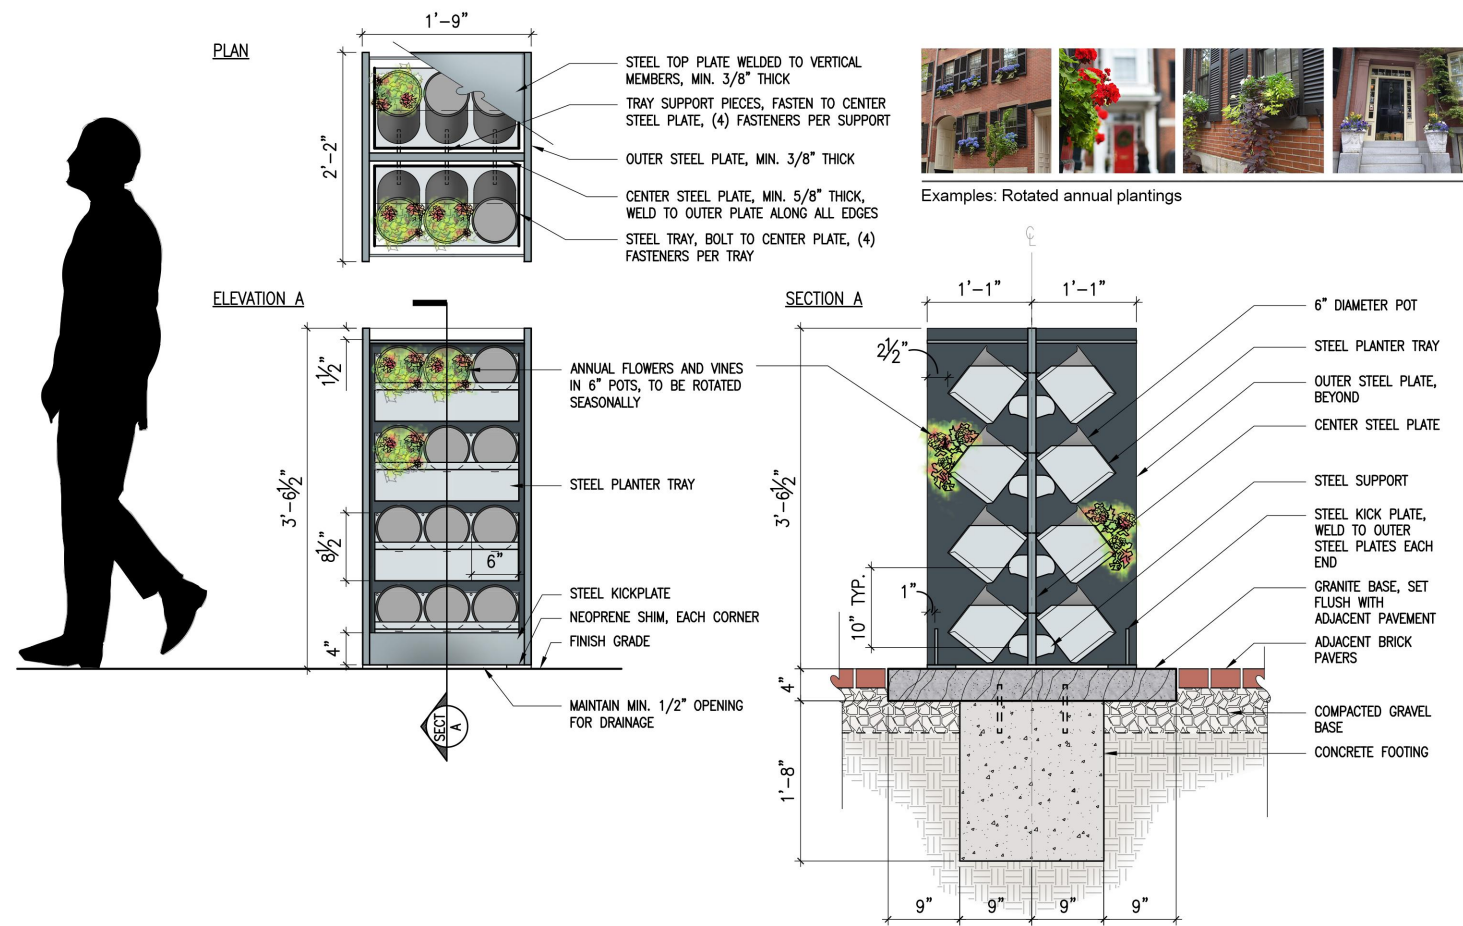 PLAN
1'-9"
2'-2"
STEEL TOP PLATE WELDED TO VERTICAL
MEMBERS, MIN. 3/8" THICK
TRAY SUPPORT PIECES, FASTEN TO CENTER
STEEL PLATE, (4) FASTENERS PER SUPPORT
OUTER STEEL PLATE, MIN. 3/8" THICK
CENTER STEEL PLATE, MIN. 5/8" THICK,
WELD TO OUTER PLATE ALONG ALL EDGES
STEEL TRAY, BOLT TO CENTER PLATE, (4)
FASTENERS PER TRAY
Examples: Rotated annual plantings
ELEVATION A
3'-6½"
1½"
8½"
4"
6"
ANNUAL FLOWERS AND VINES
IN 6" POTS, TO BE ROTATED
SEASONALLY
STEEL PLANTER TRAY
STEEL KICKPLATE
NEOPRENE SHIM, EACH CORNER
FINISH GRADE
MAINTAIN MIN. 1/2" OPENING
FOR DRAINAGE
SECT
A
SECTION A
CL
1'-1"
1'-1"
2½"
3'-6½"
10" TYP.
1"
4"
1'-8"
9"
9"
9"
9"
6" DIAMETER POT
STEEL PLANTER TRAY
OUTER STEEL PLATE,
BEYOND
CENTER STEEL PLATE
STEEL SUPPORT
STEEL KICK PLATE,
WELD TO OUTER
STEEL PLATES EACH
END
GRANITE BASE, SET
FLUSH WITH
ADJACENT PAVEMENT
ADJACENT BRICK
PAVERS
COMPACTED GRAVEL
BASE
CONCRETE FOOTING